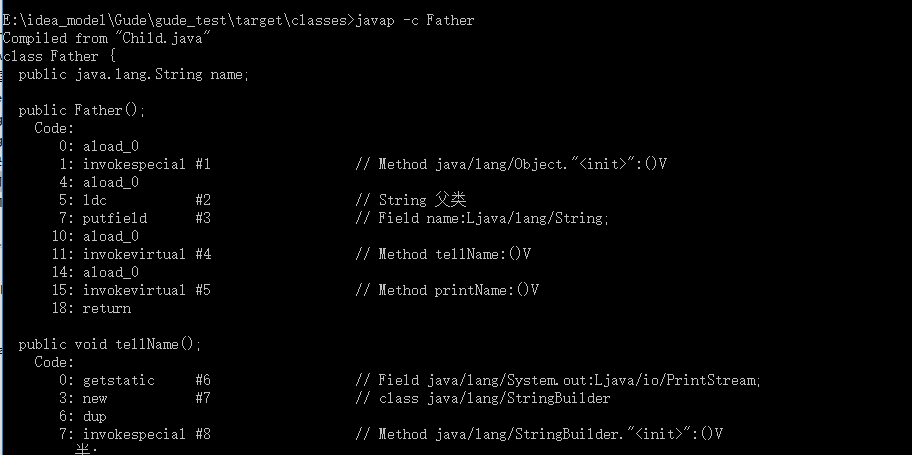 E:\idea_model\Gude\gude_test\target\classes>javap -c Father
Compiled from "Child.java"
class Father {
  public java.lang.String name;

  public Father();
    Code:
       0: aload_0
       1: invokespecial #1                  // Method java/lang/Object."<init>":()V
       4: aload_0
       5: ldc           #2                  // String 父类
       7: putfield      #3                  // Field name:Ljava/lang/String;
      10: aload_0
      11: invokevirtual #4                  // Method tellName:()V
      14: aload_0
      15: invokevirtual #5                  // Method printName:()V
      18: return

  public void tellName();
    Code:
       0: getstatic     #6                  // Field java/lang/System.out:Ljava/io/PrintStream;
       3: new           #7                  // class java/lang/StringBuilder
       6: dup
       7: invokespecial #8                  // Method java/lang/StringBuilder."<init>":()V